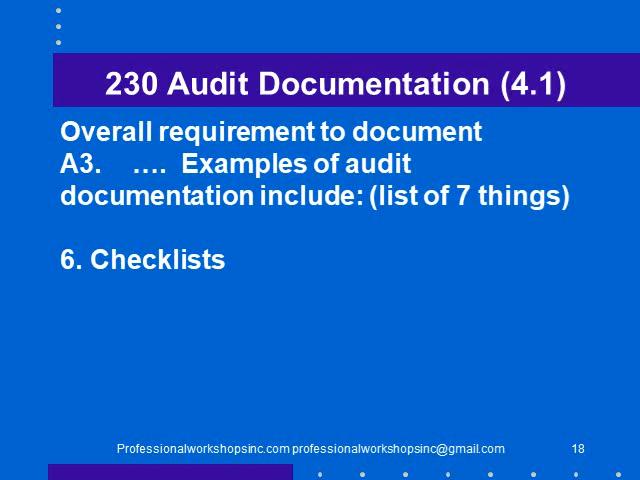 230 Audit Documentation (4.1)
Overall requirement to document
A3. …. Examples of audit
documentation include: (list of 7 things)
6. Checklists
Professionalworkshopsinc.com professionalworkshopsinc@gmail.com 18